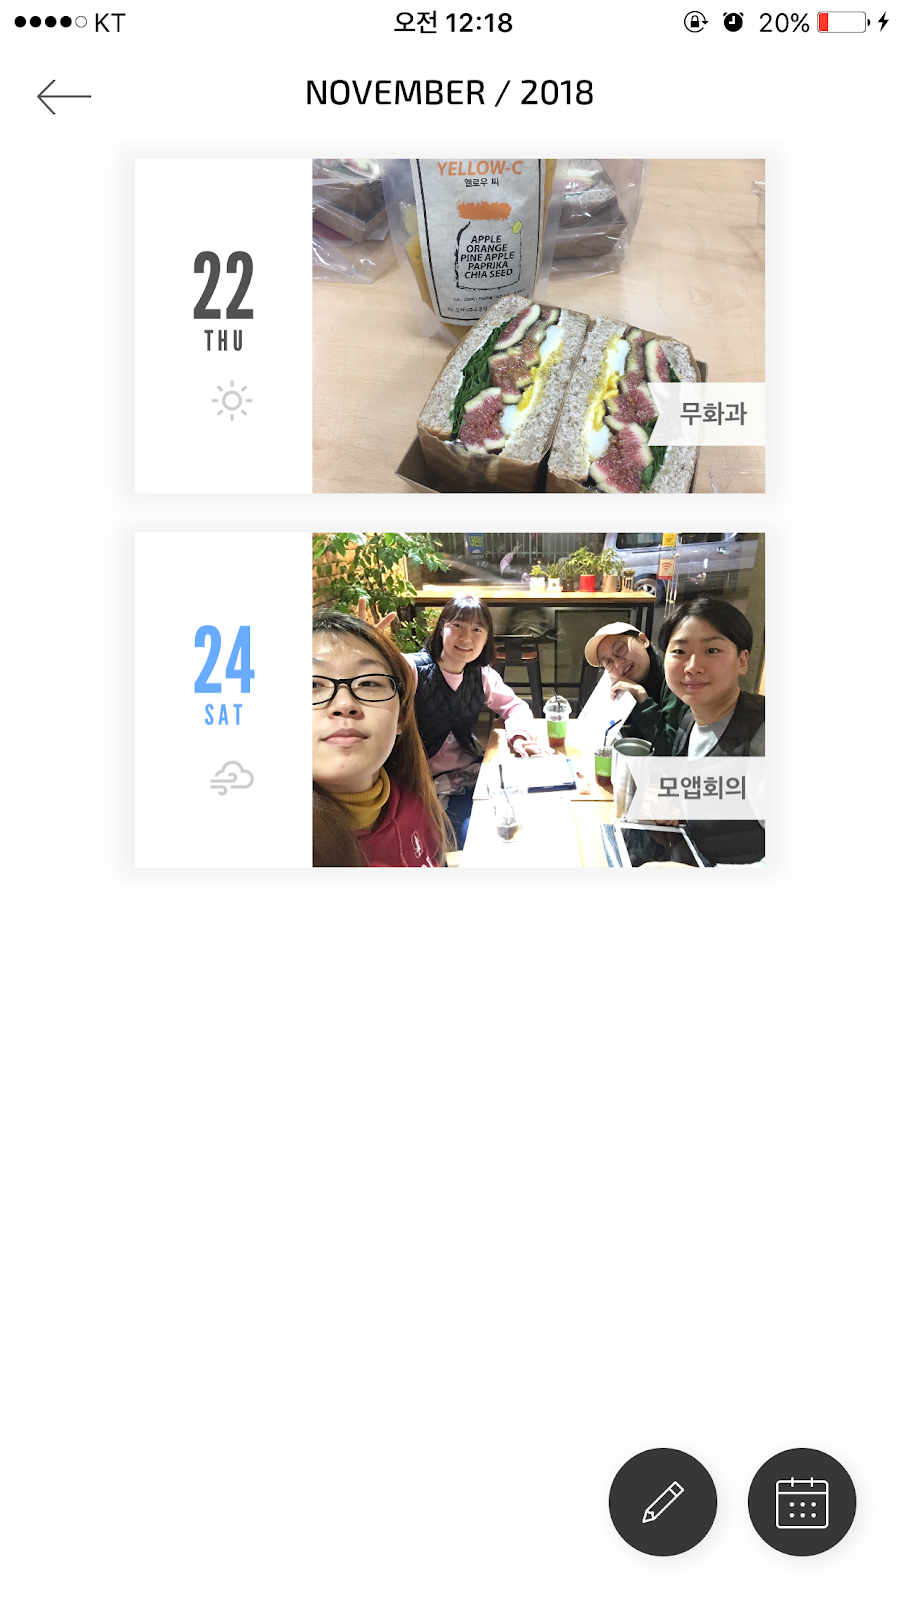 KT 오전 12:18 20%
NOVEMBER / 2018
22
THU
YELLOW-C
옐로우 씨
APPLE
ORANGE
PINE APPLE
PAPRIKA
CHIA SEED
무화과
24
SAT
모앱회의